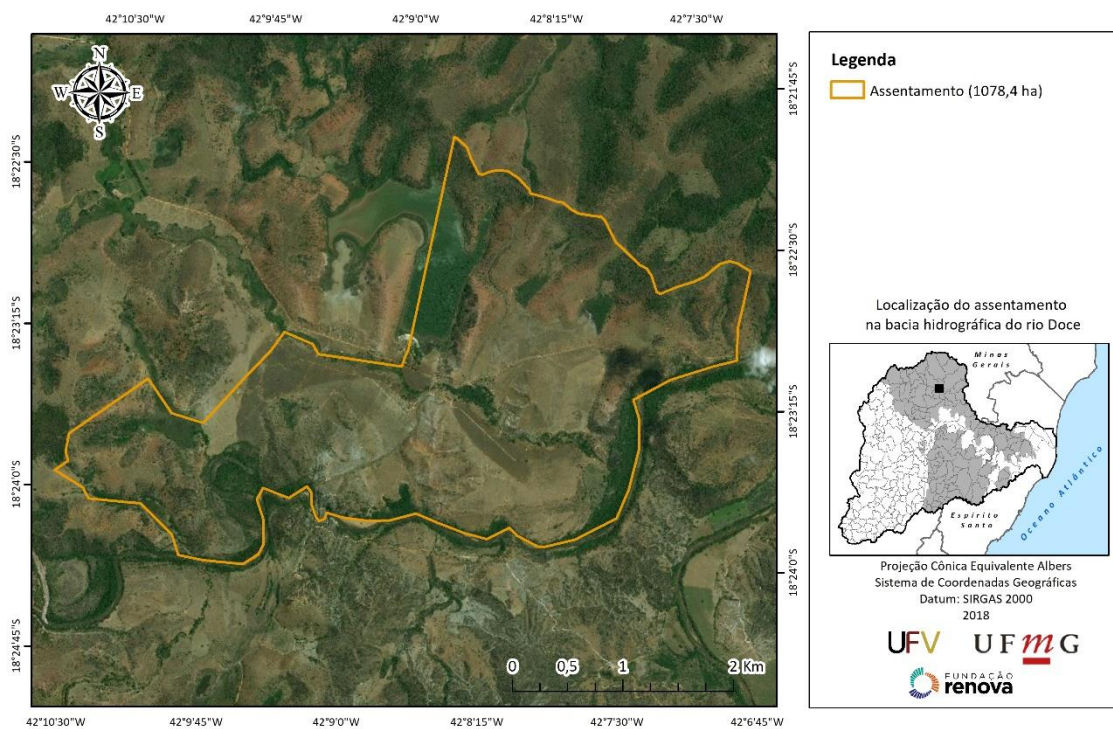 42°10'30"W 42°9'45"W 42°9'0"W 42°8'15"W 42°7'30"W
N
W E
S
18°22'30"S
18°23'15"S
18°24'0"S
18°24'45"S
18°21'45"S
18°22'30"S
18°23'15"S
18°24'0"S
0 0,5 1 2 Km
42°10'30"W 42°9'45"W 42°9'0"W 42°8'15"W 42°7'30"W 42°6'45"W
Legenda
Assentamento (1078,4 ha)
Localização do assentamento
na bacia hidrográfica do rio Doce
Minas
Gerais
Espírito
Santo
Oceano Atlântico
Projeção Cônica Equivalente Albers
Sistema de Coordenadas Geográficas
Datum: SIRGAS 2000
2018
UFV UFmG
FUNDAÇÃO
renova